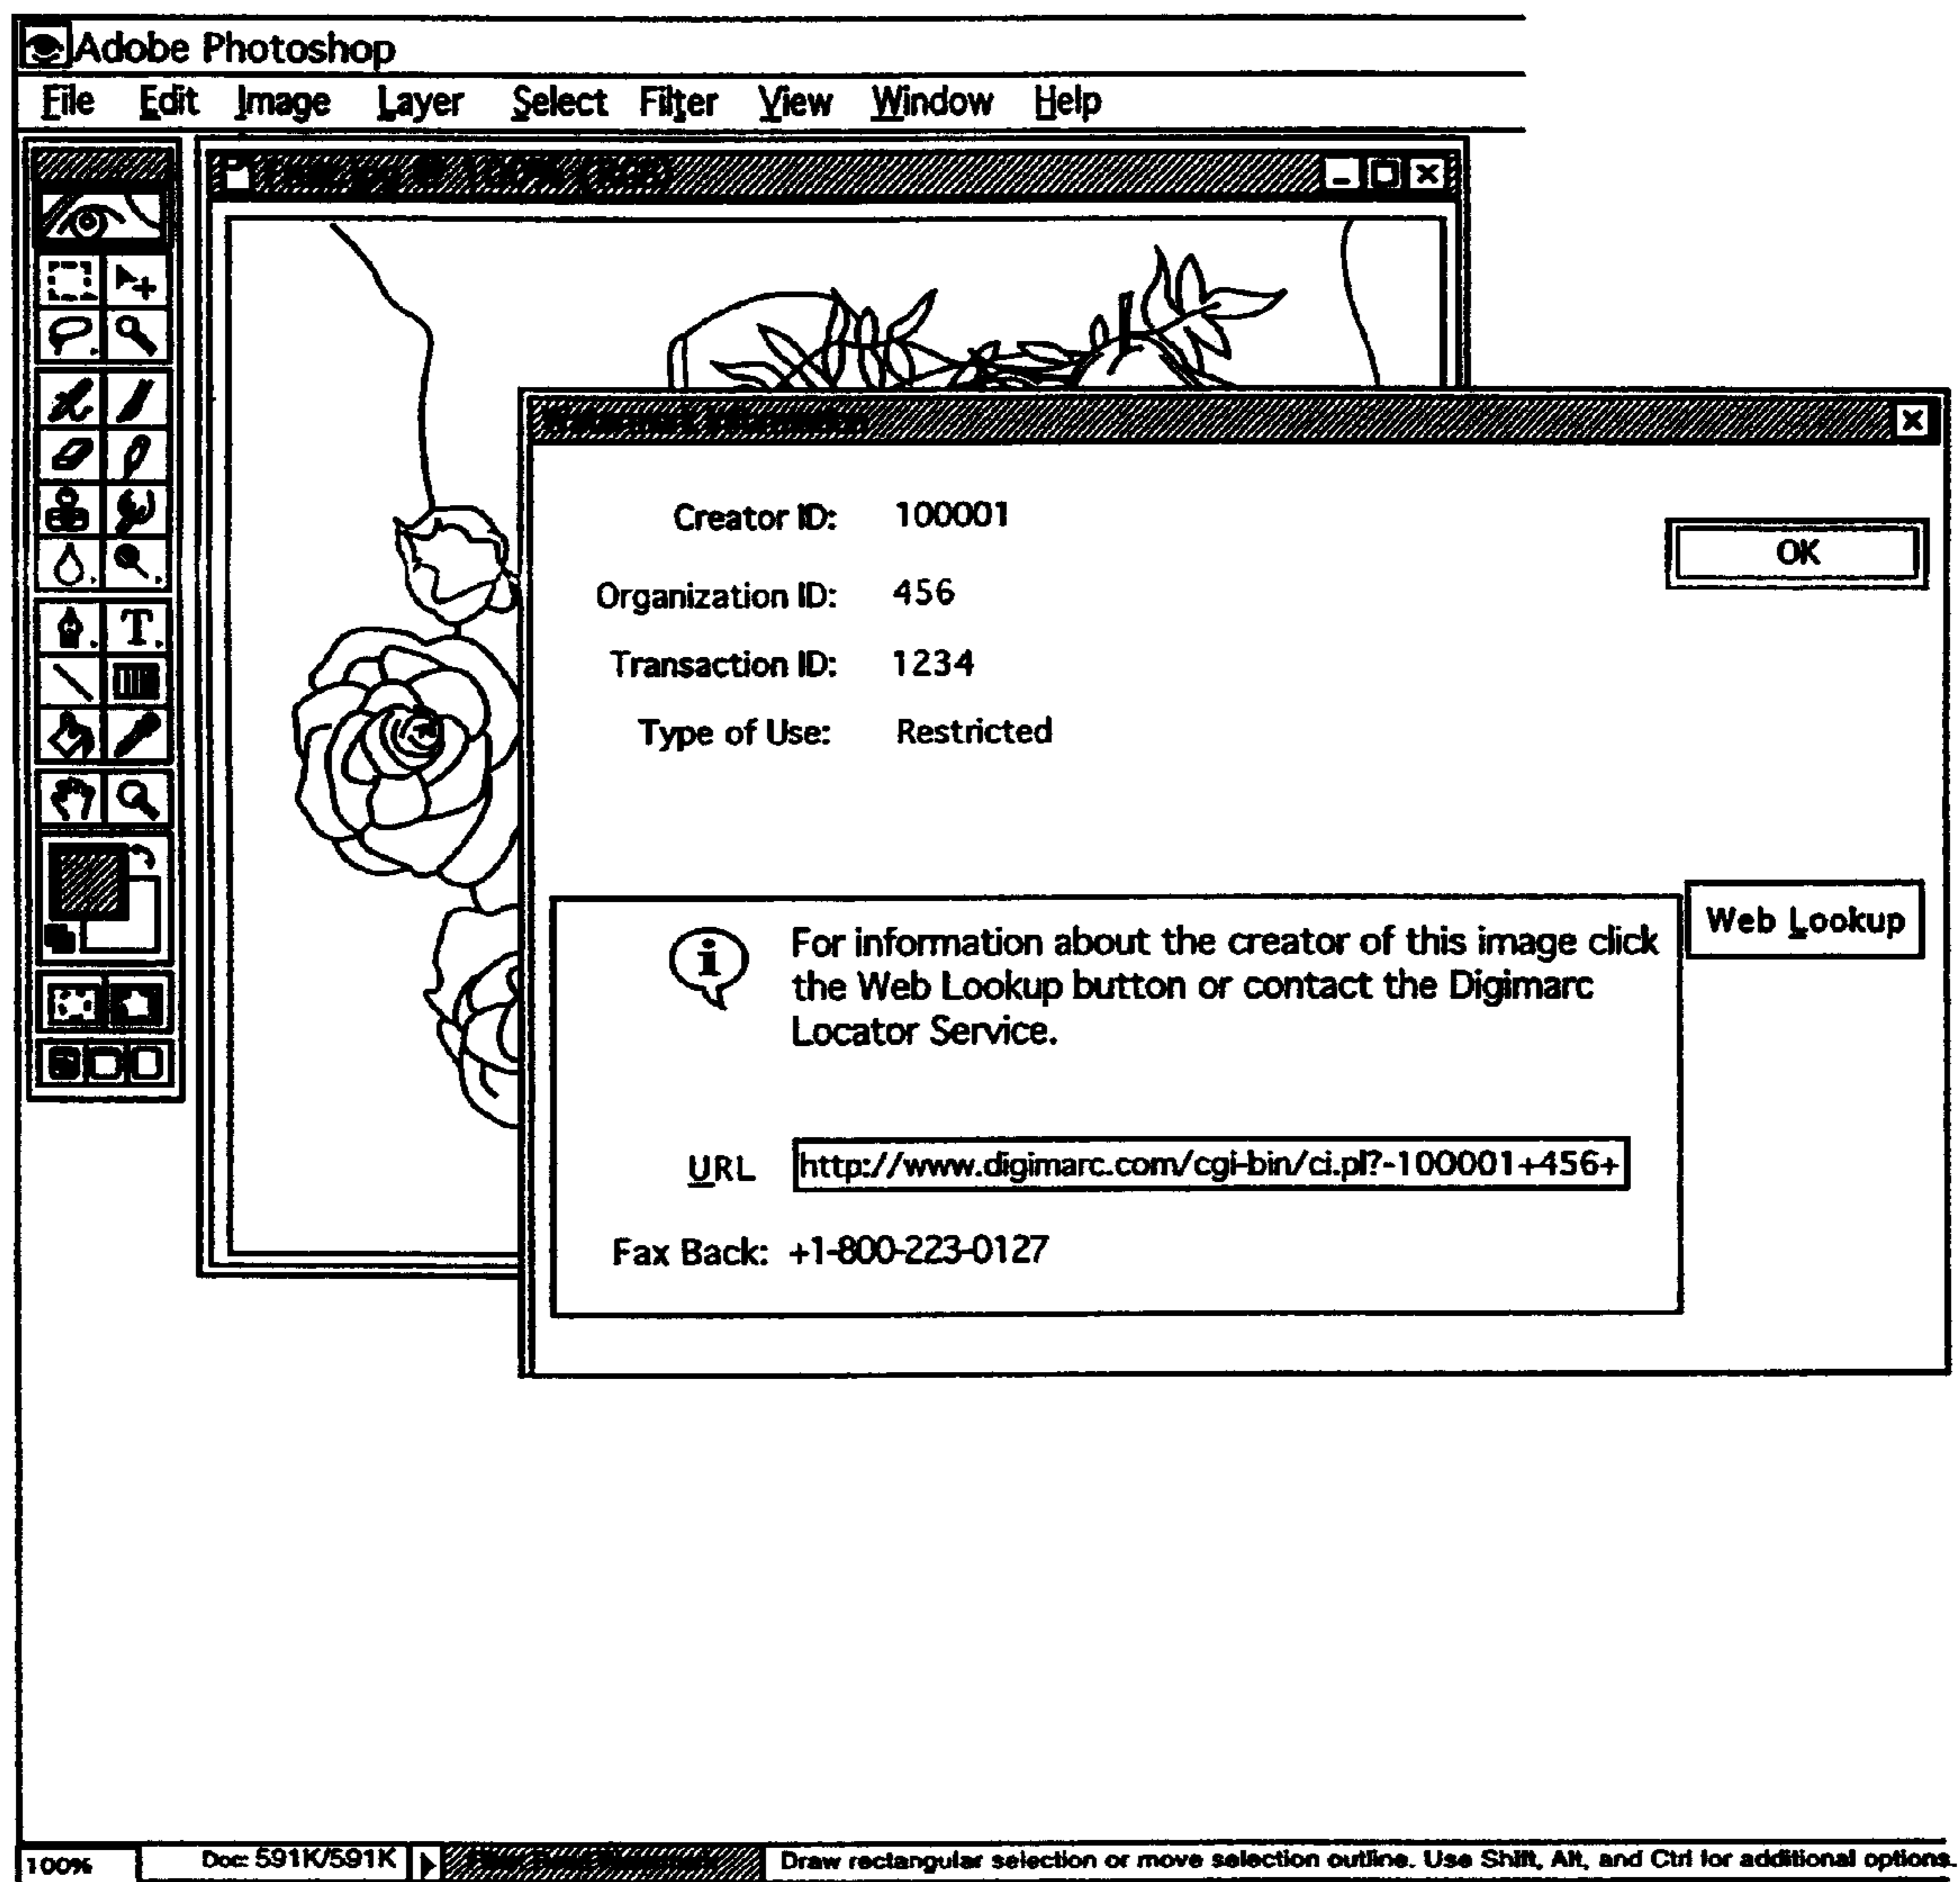 Adobe Photoshop
File Edit Image Layer Select Filter View Window Help
@ 100% (RGB)
Watermark Information
Creator ID: 100001
OK
Organization ID: 456
Transaction ID: 1234
Type of Use: Restricted
Web Lookup
For information about the creator of this image click
the Web Lookup button or contact the Digimarc
Locator Service.
URL http://www.digimarc.com/cgi-bin/ci.pl?-100001+456+
Fax Back: +1-800-223-0127
T
100% Doc: 591K/591K Draw rectangular selection or move selection outline. Use Shift, Alt, and Ctrl for additional options.